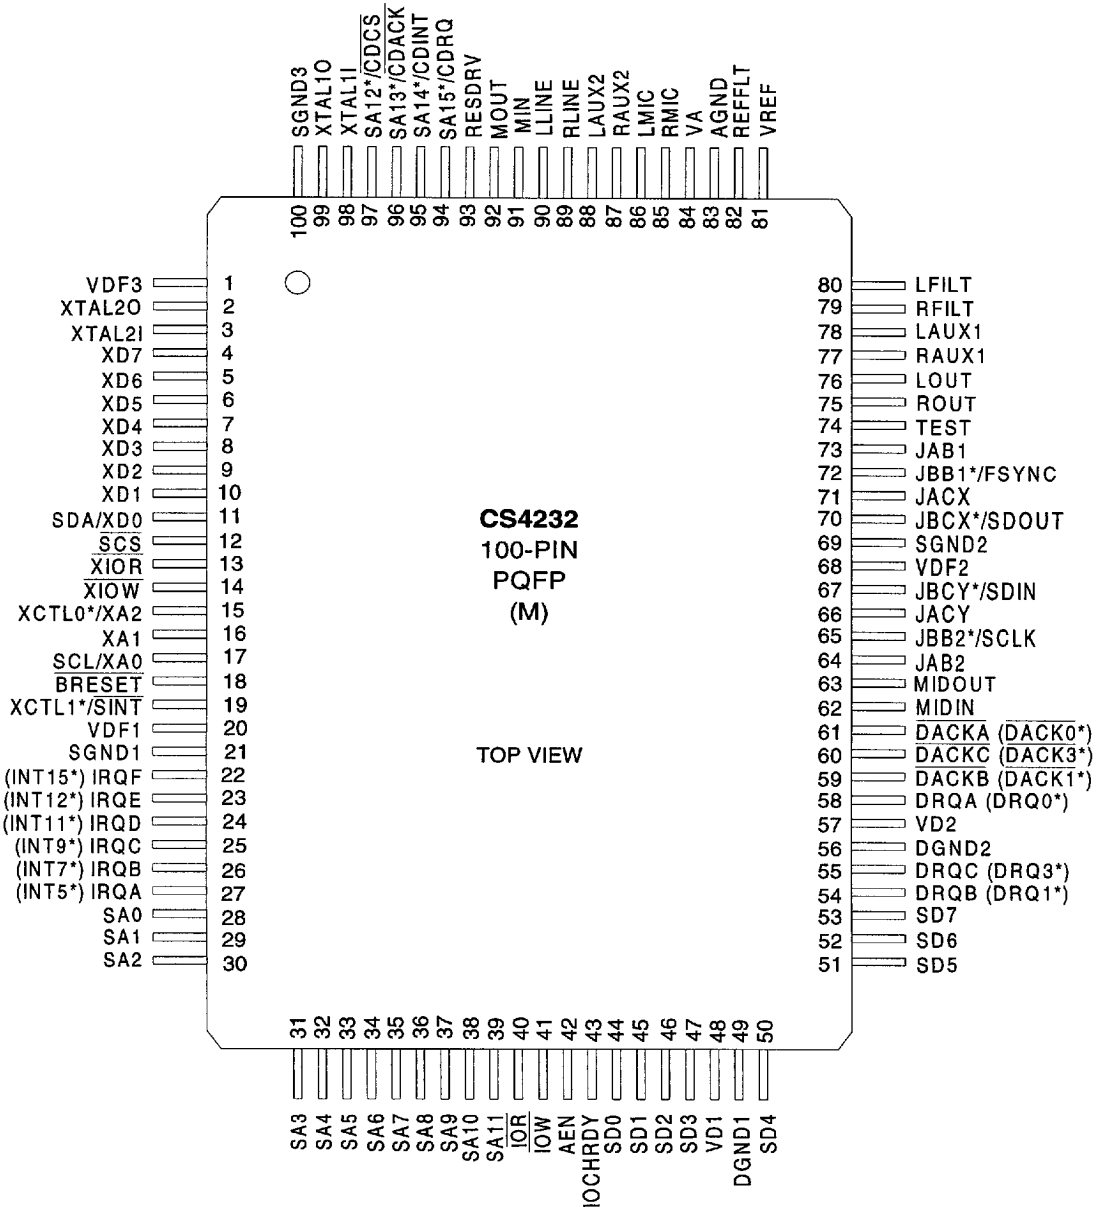 SGND3
XTAL1O
XTAL1I
SA12*/CDCS
SA13*/CDACK
SA14*/CDINT
SA15*/CDRQ
RESDRV
MOUT
MIN
LLINE
RLINE
LAUX2
RAUX2
LMIC
RMIC
VA
AGND
REFFLT
VREF
100
99
98
97
96
95
94
93
92
91
90
89
88
87
86
85
84
83
82
81
VDF3 1
XTAL2O 2
XTAL2I 3
XD7 4
XD6 5
XD5 6
XD4 7
XD3 8
XD2 9
XD1 10
SDA/XD0 11
SCS 12
XIOR 13
XIOW 14
XCTL0*/XA2 15
XA1 16
SCL/XA0 17
BRESET 18
XCTL1*/SINT 19
VDF1 20
SGND1 21
(INT15*) IRQF 22
(INT12*) IRQE 23
(INT11*) IRQD 24
(INT9*) IRQC 25
(INT7*) IRQB 26
(INT5*) IRQA 27
SA0 28
SA1 29
SA2 30
CS4232
100-PIN
PQFP
(M)
TOP VIEW
80 LFILT
79 RFILT
78 LAUX1
77 RAUX1
76 LOUT
75 ROUT
74 TEST
73 JAB1
72 JBB1*/FSYNC
71 JACX
70 JBCX*/SDOUT
69 SGND2
68 VDF2
67 JBCY*/SDIN
66 JACY
65 JBB2*/SCLK
64 JAB2
63 MIDOUT
62 MIDIN
61 DACKA (DACK0*)
60 DACKC (DACK3*)
59 DACKB (DACK1*)
58 DRQA (DRQ0*)
57 VD2
56 DGND2
55 DRQC (DRQ3*)
54 DRQB (DRQ1*)
53 SD7
52 SD6
51 SD5
31
32
33
34
35
36
37
38
39
40
41
42
43
44
45
46
47
48
49
50
SA3
SA4
SA5
SA6
SA7
SA8
SA9
SA10
SA11
IOR
IOW
AEN
IOCHRDY
SD0
SD1
SD2
SD3
VD1
DGND1
SD4